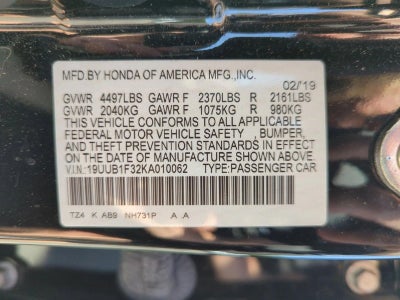 MFD.BY HONDA OF AMERICA MFG.,INC.
02/'19
GVWR 4497LBS GAWR F 2370LBS R 2161LBS
GVWR 2040KG GAWR F 1075KG R 980KG
THIS VEHICLE CONFORMS TO ALL APPLICABLE
FEDERAL MOTOR VEHICLE SAFETY , BUMPER,
AND THEFT PREVENTION STANDARDS IN EFFECT
ON THE DATE OF MANUFACTURE SHOWN ABOVE.
V.I.N.:19UUB1F32KA010062 TYPE:PASSENGER CAR
TZ4 K AB9 NH731P A A